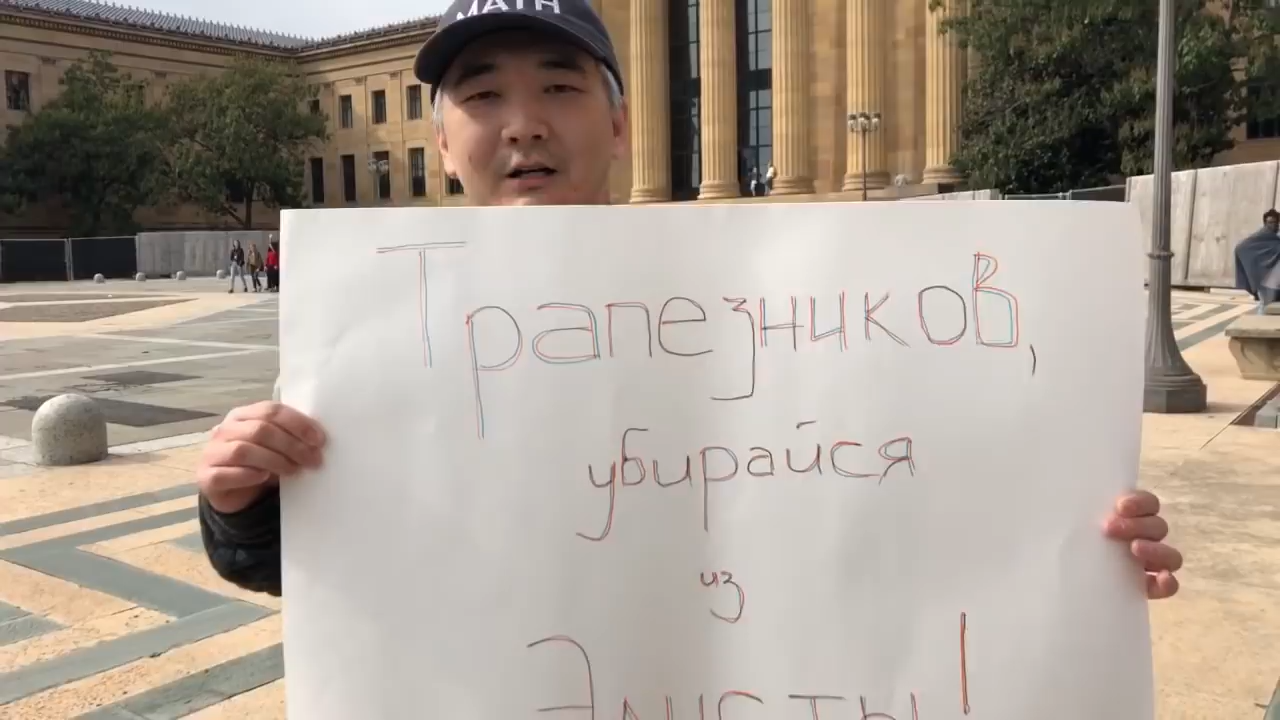 MATH
Трапезников,
убирайся
из
Элисты!